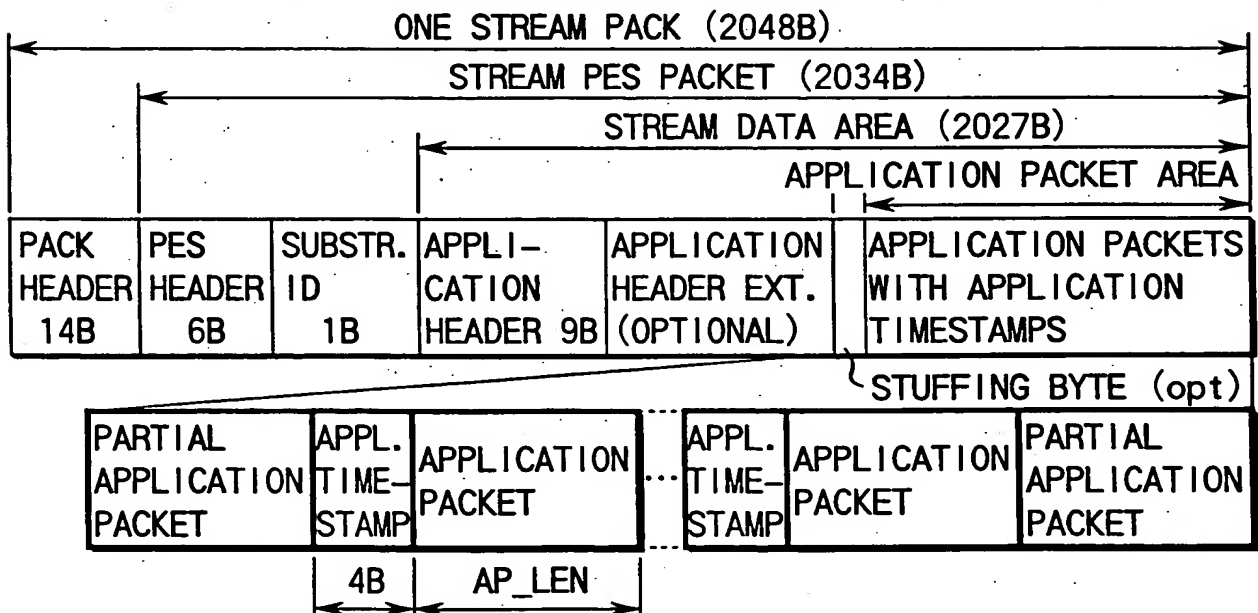 ONE STREAM PACK (2048B)
STREAM PES PACKET (2034B)
STREAM DATA AREA (2027B)
APPLICATION PACKET AREA
PACK
HEADER
14B
PES
HEADER
6B
SUBSTR.
ID
1B
APPLI-
CATION
HEADER 9B
APPLICATION
HEADER EXT.
(OPTIONAL)
APPLICATION PACKETS
WITH APPLICATION
TIMESTAMPS
STUFFING BYTE (opt)
PARTIAL
APPLICATION
PACKET
APPL.
TIME-
STAMP
APPLICATION
PACKET
APPL.
TIME-
STAMP
APPLICATION
PACKET
PARTIAL
APPLICATION
PACKET
4B
AP_LEN